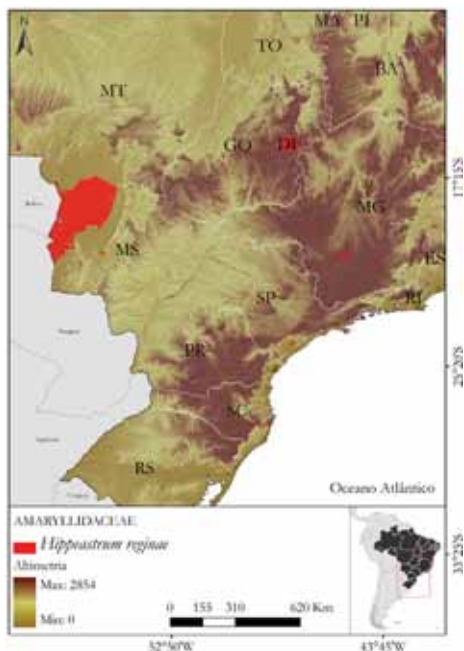 N
MA PI
TO
BA
MT
GO DF
17°15'S
MG
MS
ES
SP
RJ
PR
25°20'S
SC
RS
Oceano Atlântico
AMARYLLIDACEAE
Hippeastrum reginae
Altimetria
Max: 2854
Min: 0
0 155 310 620 Km
33°25'S
52°30'W 43°45'W